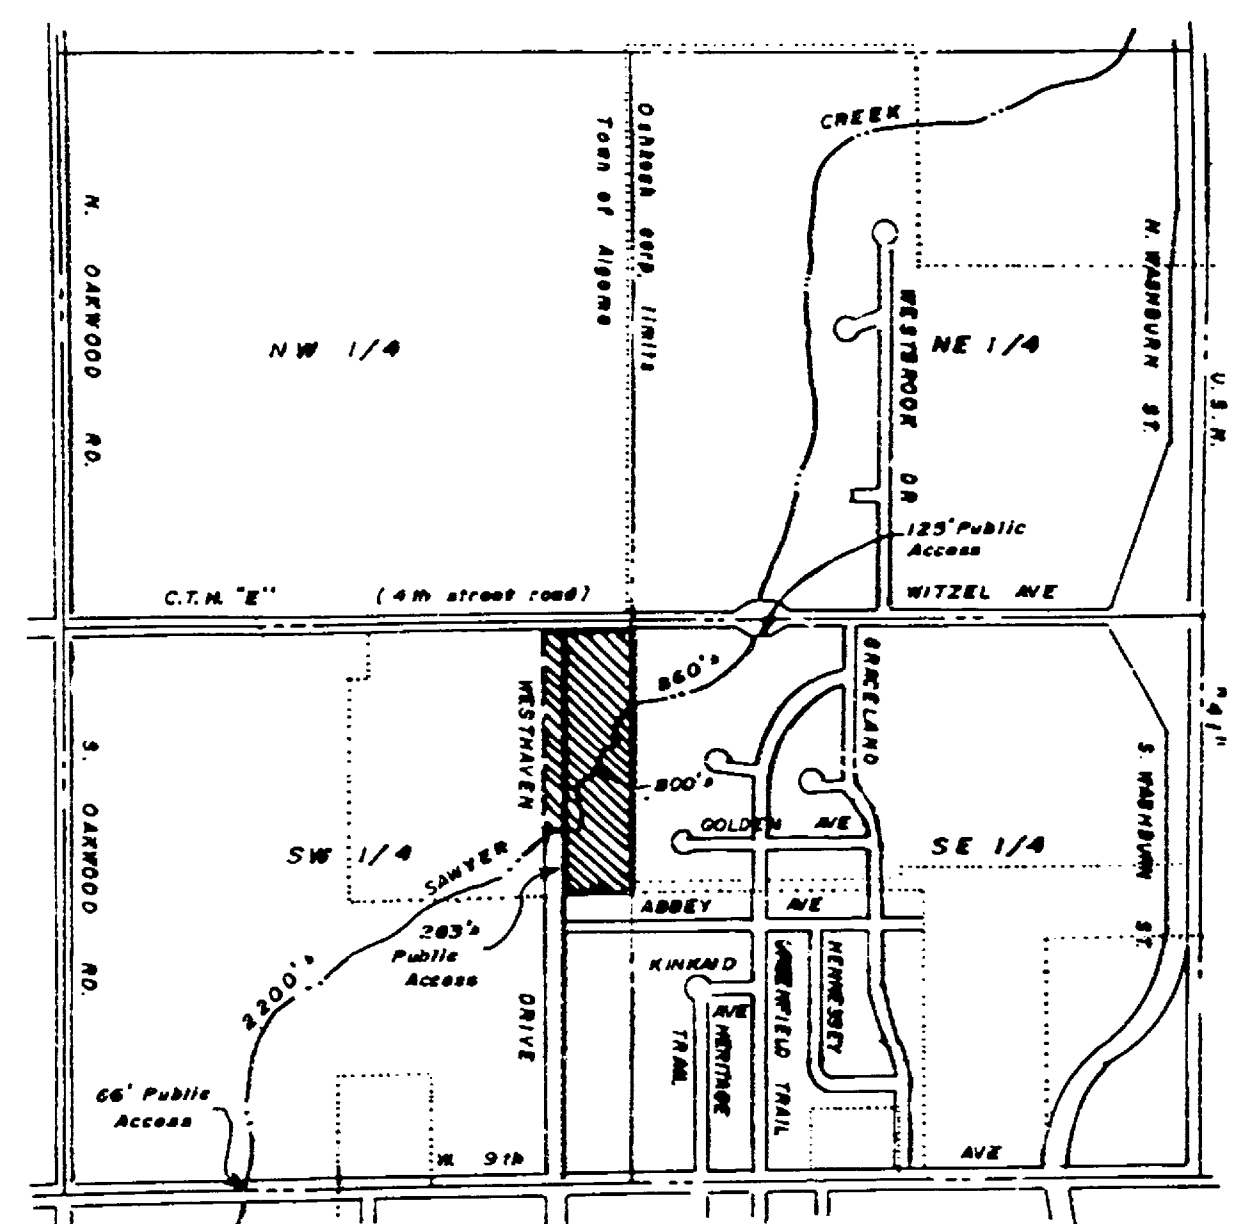 CREEK
Oshkosh corp. limits
Town of Algoma
N. OAKWOOD RD.
N. WASHBURN ST.
NW 1/4
WESTBROOK DR
NE 1/4
U.S.H.
"41"
125' Public
Access
C.T.H. "E" (4th street road)
WITZEL AVE
GRACELAND
860'±
WESTHAVEN
800'±
S. OAKWOOD RD.
S. WASHBURN ST.
GOLDEN AVE
SW 1/4
SE 1/4
SAWYER
ABBEY AVE
283'±
Public
Access
KINKAID
AVE
2200'±
DRIVE
HERITAGE
TRAIL
GREENFIELD TRAIL
HENNESSEY
66' Public
Access
W. 9th AVE